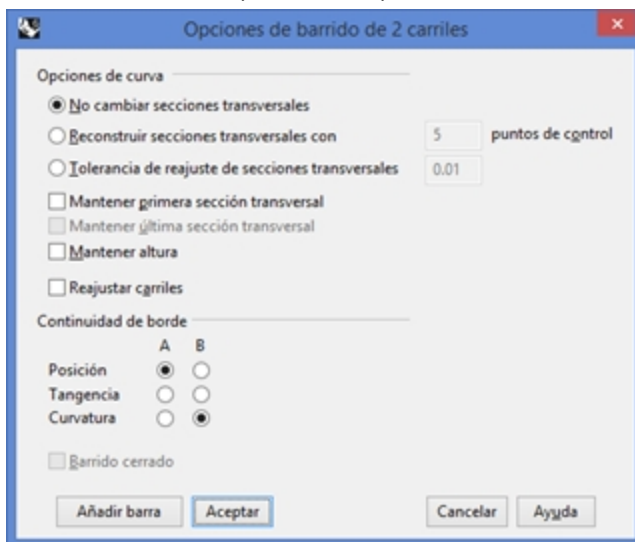 Opciones de barrido de 2 carriles
Opciones de curva
No cambiar secciones transversales
Reconstruir secciones transversales con 5 puntos de control
Tolerancia de reajuste de secciones transversales 0.01
Mantener primera sección transversal
Mantener última sección transversal
Mantener altura
Reajustar carriles
Continuidad de borde
A B
Posición
Tangencia
Curvatura
Barrido cerrado
Añadir barra Aceptar Cancelar Ayuda